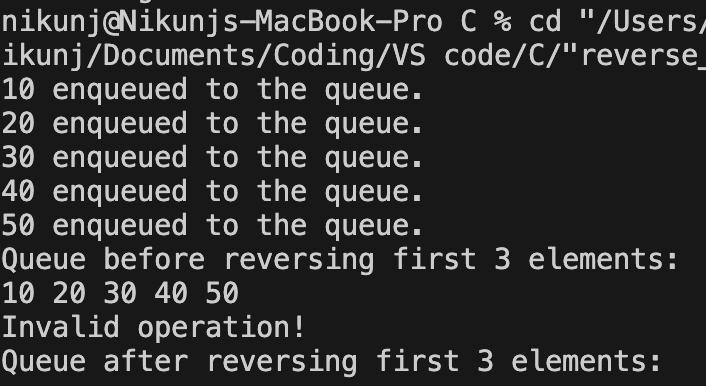 nikunj@Nikunjs-MacBook-Pro C % cd "/Users/
ikunj/Documents/Coding/VS code/C/"reverse_
10 enqueued to the queue.
20 enqueued to the queue.
30 enqueued to the queue.
40 enqueued to the queue.
50 enqueued to the queue.
Queue before reversing first 3 elements:
10 20 30 40 50
Invalid operation!
Queue after reversing first 3 elements: